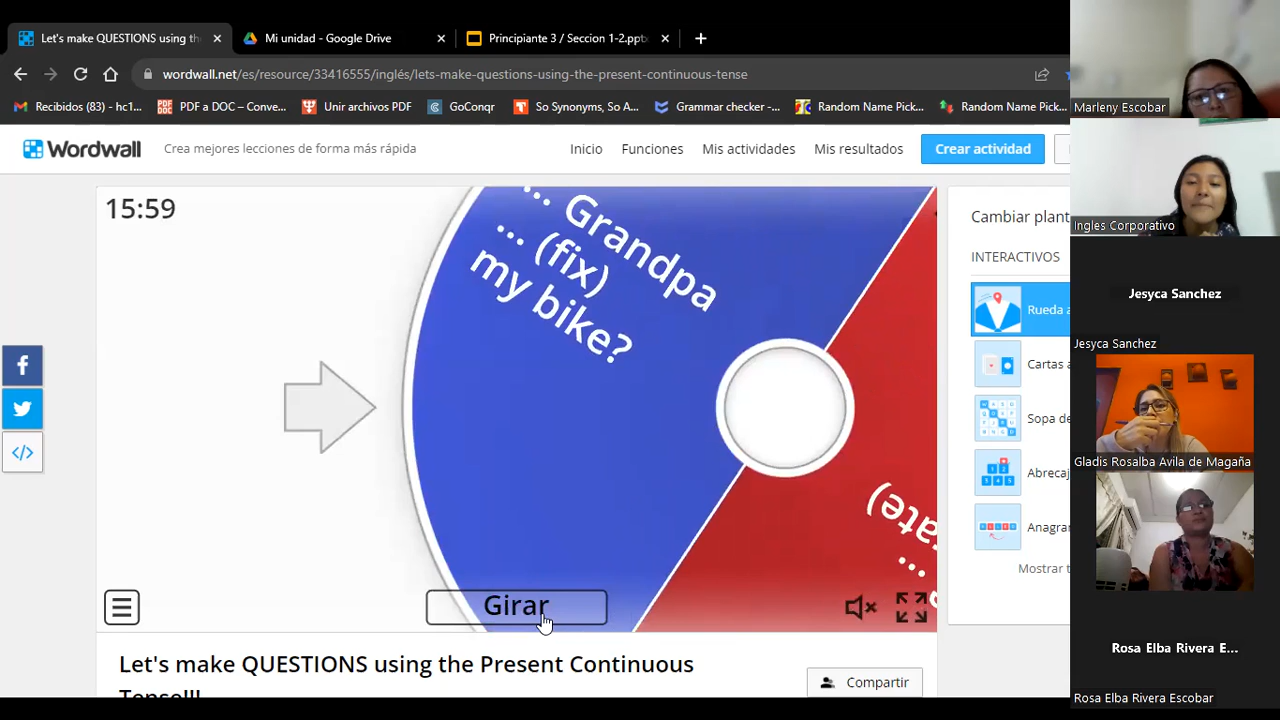 Let's make QUESTIONS using th
Mi unidad - Google Drive
Principiante 3 / Seccion 1-2.pptx
wordwall.net/es/resource/33416555/inglés/lets-make-questions-using-the-present-continuous-tense
Recibidos (83) - hc1...
PDF a DOC – Conve...
Unir archivos PDF
GoConqr
So Synonyms, So A...
Grammar checker -...
Random Name Pick...
Random Name Pick...
Wordwall
Crea mejores lecciones de forma más rápida
Inicio
Funciones
Mis actividades
Mis resultados
Crear actividad
15:59
... Grandpa
... (fix)
my bike?
ate)
...
Girar
Cambiar plant
INTERACTIVOS
Rueda a
Cartas a
Sopa de
Abrecaj
Anagra
Mostrar t
Let's make QUESTIONS using the Present Continuous
Tense!!!
Compartir
Marleny Escobar
Ingles Corporativo
Jesyca Sanchez
Jesyca Sanchez
Gladis Rosalba Avila de Magaña
Rosa Elba Rivera E...
Rosa Elba Rivera Escobar